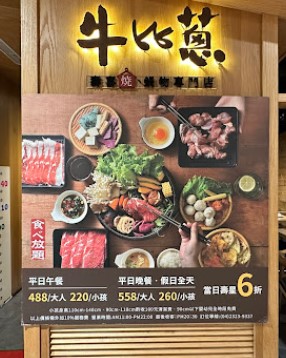 牛比蔥
壽喜燒 鍋物專門店
食べ放題
平日午餐
488/大人 220/小孩
平日晚餐・假日全天
558/大人 260/小孩
當日壽星6折